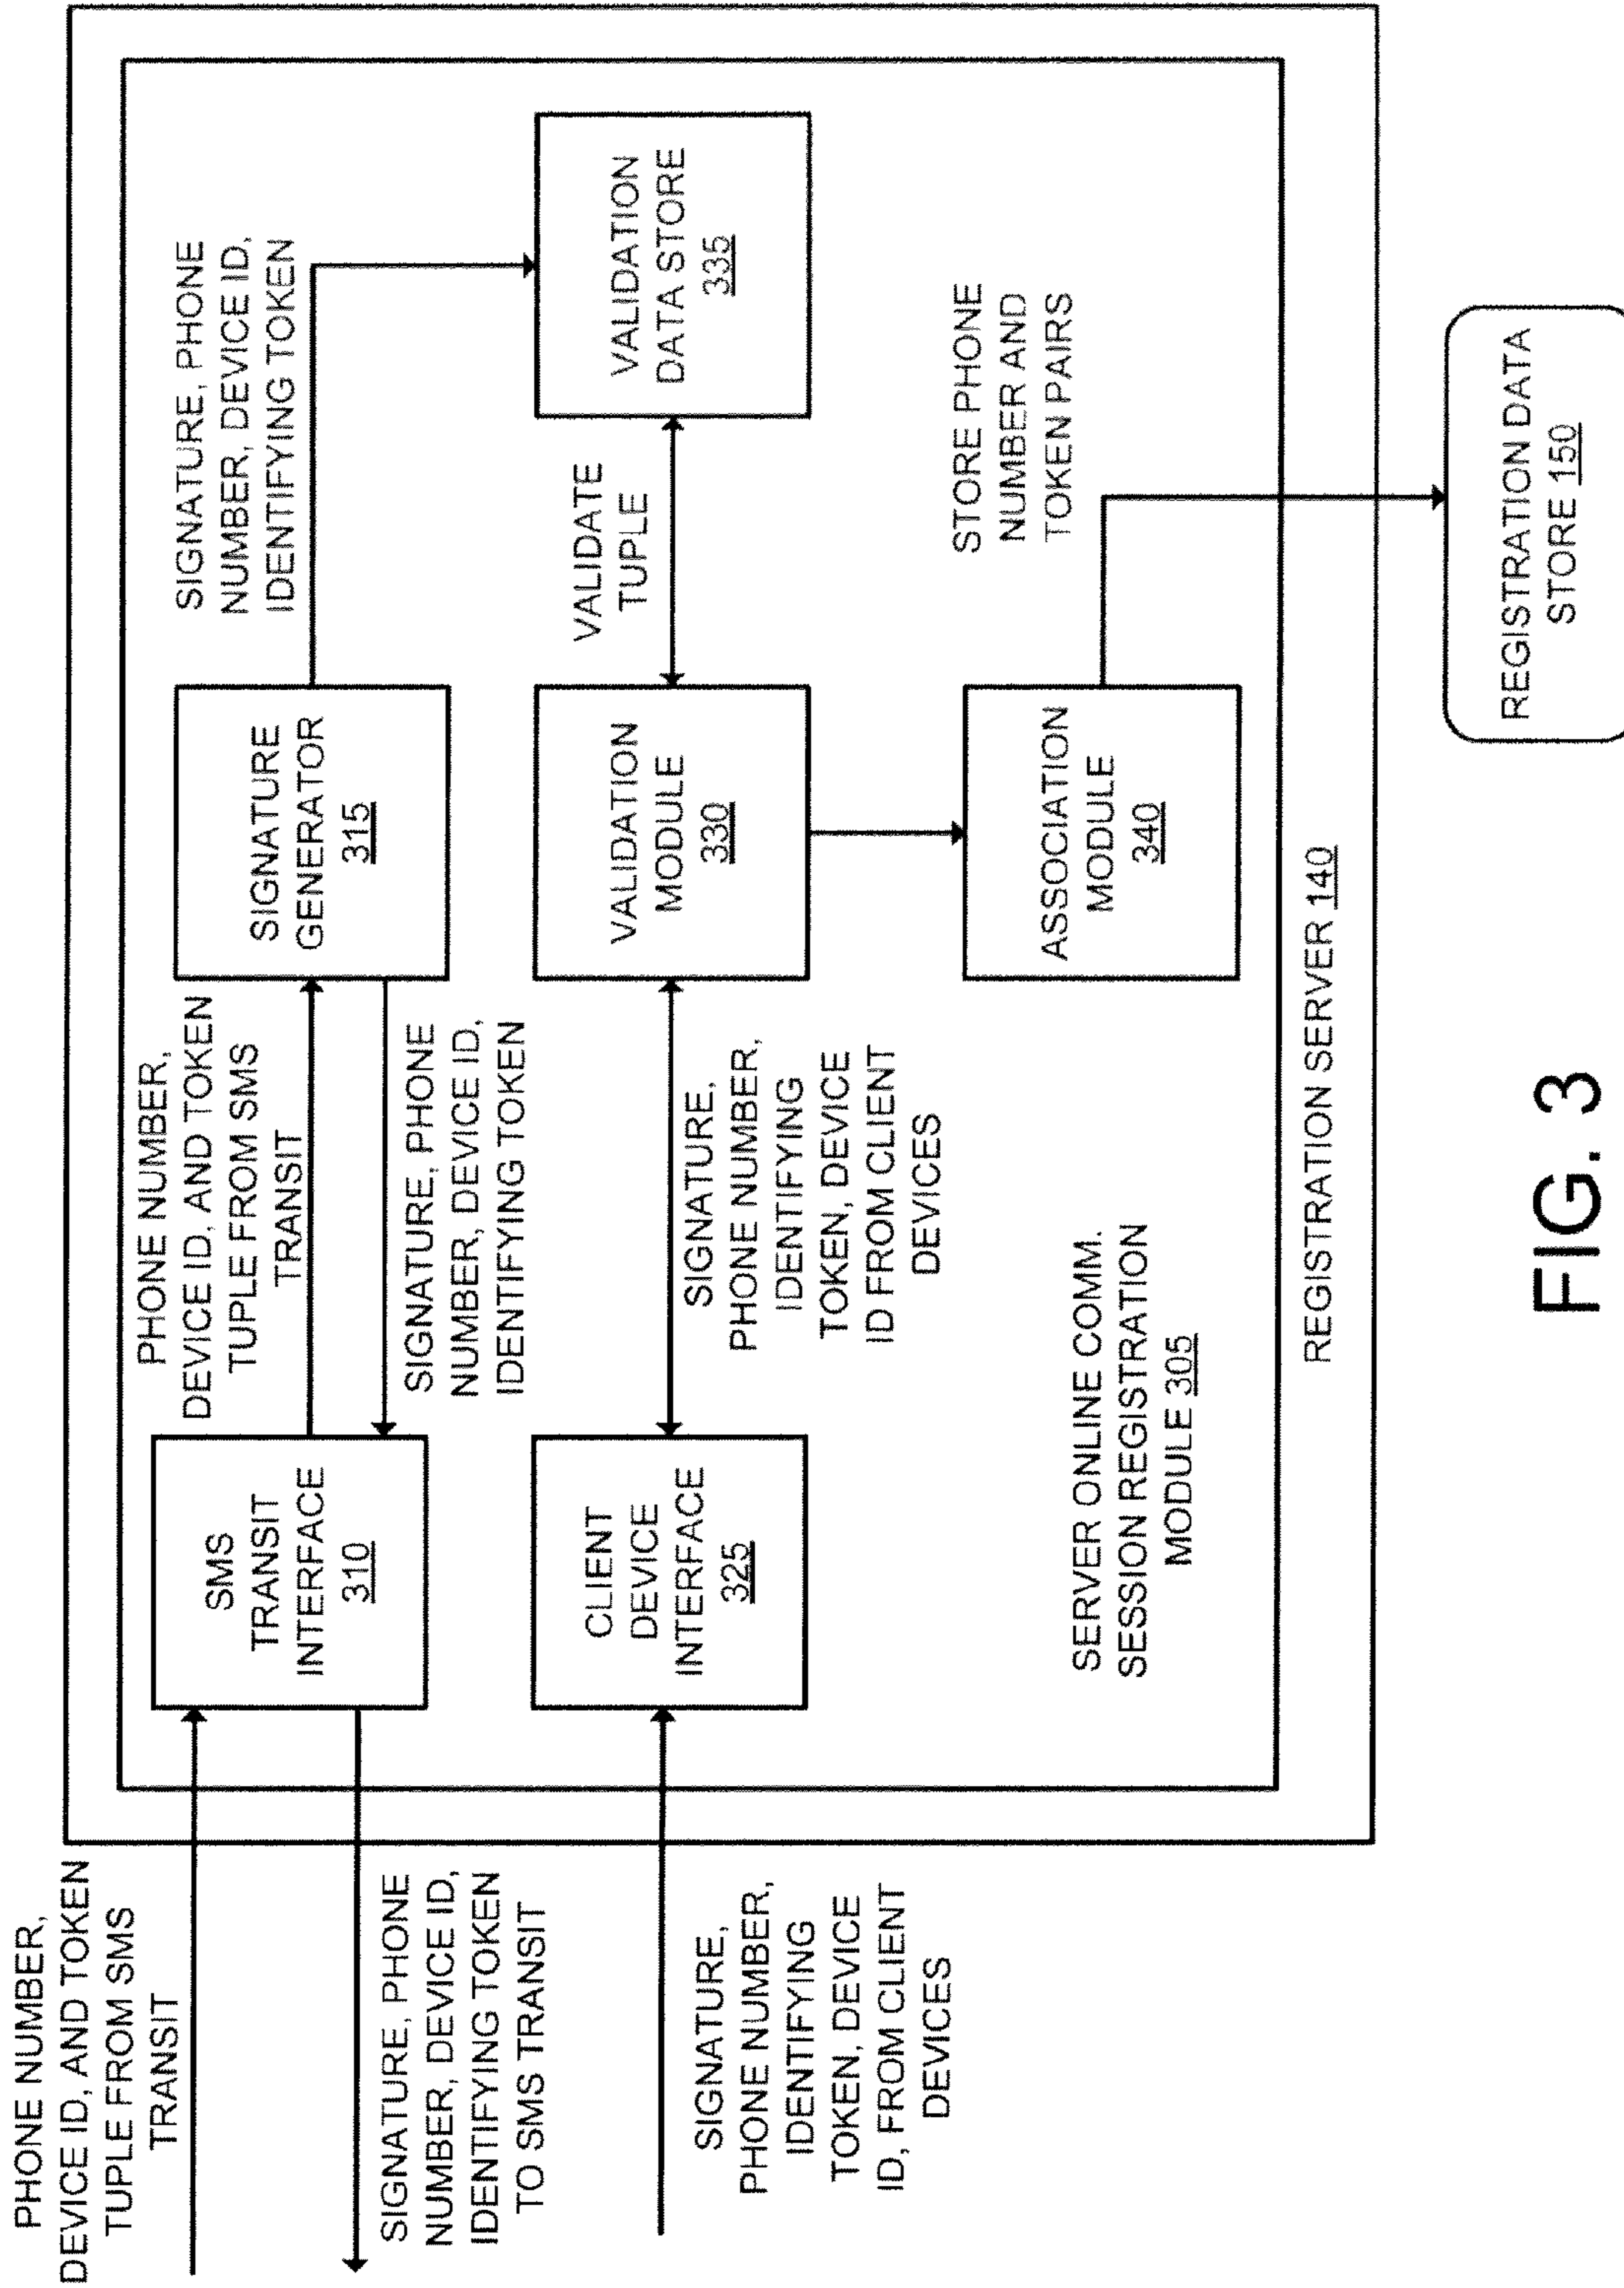 PHONE NUMBER,
DEVICE ID, AND TOKEN
TUPLE FROM SMS
TRANSIT
SIGNATURE, PHONE
NUMBER, DEVICE ID,
IDENTIFYING TOKEN
TO SMS TRANSIT
SIGNATURE,
PHONE NUMBER,
IDENTIFYING
TOKEN, DEVICE
ID, FROM CLIENT
DEVICES
SMS
TRANSIT
INTERFACE
310
PHONE NUMBER,
DEVICE ID, AND TOKEN
TUPLE FROM SMS
TRANSIT
SIGNATURE, PHONE
NUMBER, DEVICE ID,
IDENTIFYING TOKEN
SIGNATURE
GENERATOR
315
SIGNATURE, PHONE
NUMBER, DEVICE ID,
IDENTIFYING TOKEN
CLIENT
DEVICE
INTERFACE
325
SIGNATURE,
PHONE NUMBER,
IDENTIFYING
TOKEN, DEVICE
ID FROM CLIENT
DEVICES
VALIDATION
MODULE
330
VALIDATE
TUPLE
VALIDATION
DATA STORE
335
ASSOCIATION
MODULE
340
STORE PHONE
NUMBER AND
TOKEN PAIRS
SERVER ONLINE COMM.
SESSION REGISTRATION
MODULE 305
REGISTRATION SERVER 140
REGISTRATION DATA
STORE 150
FIG. 3